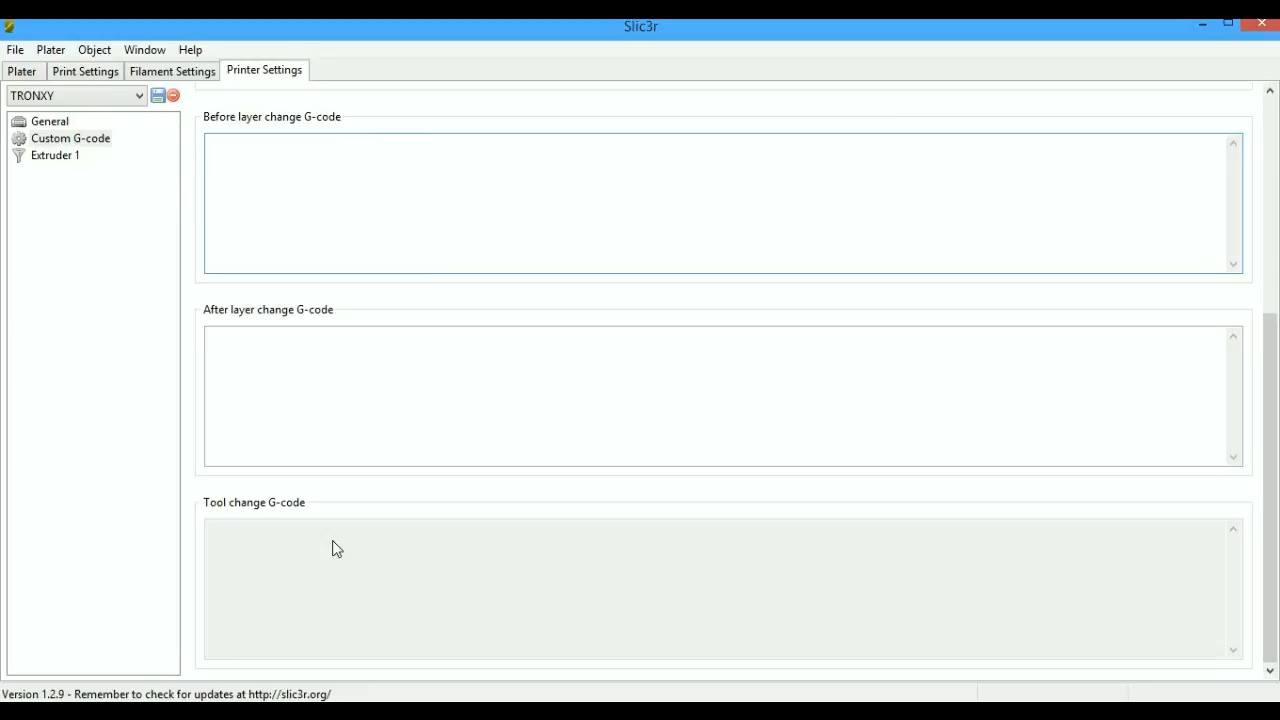 Slic3r
File Plater Object Window Help
Plater Print Settings Filament Settings Printer Settings
TRONXY
General
Custom G-code
Extruder 1
Before layer change G-code
After layer change G-code
Tool change G-code
Version 1.2.9 - Remember to check for updates at http://slic3r.org/